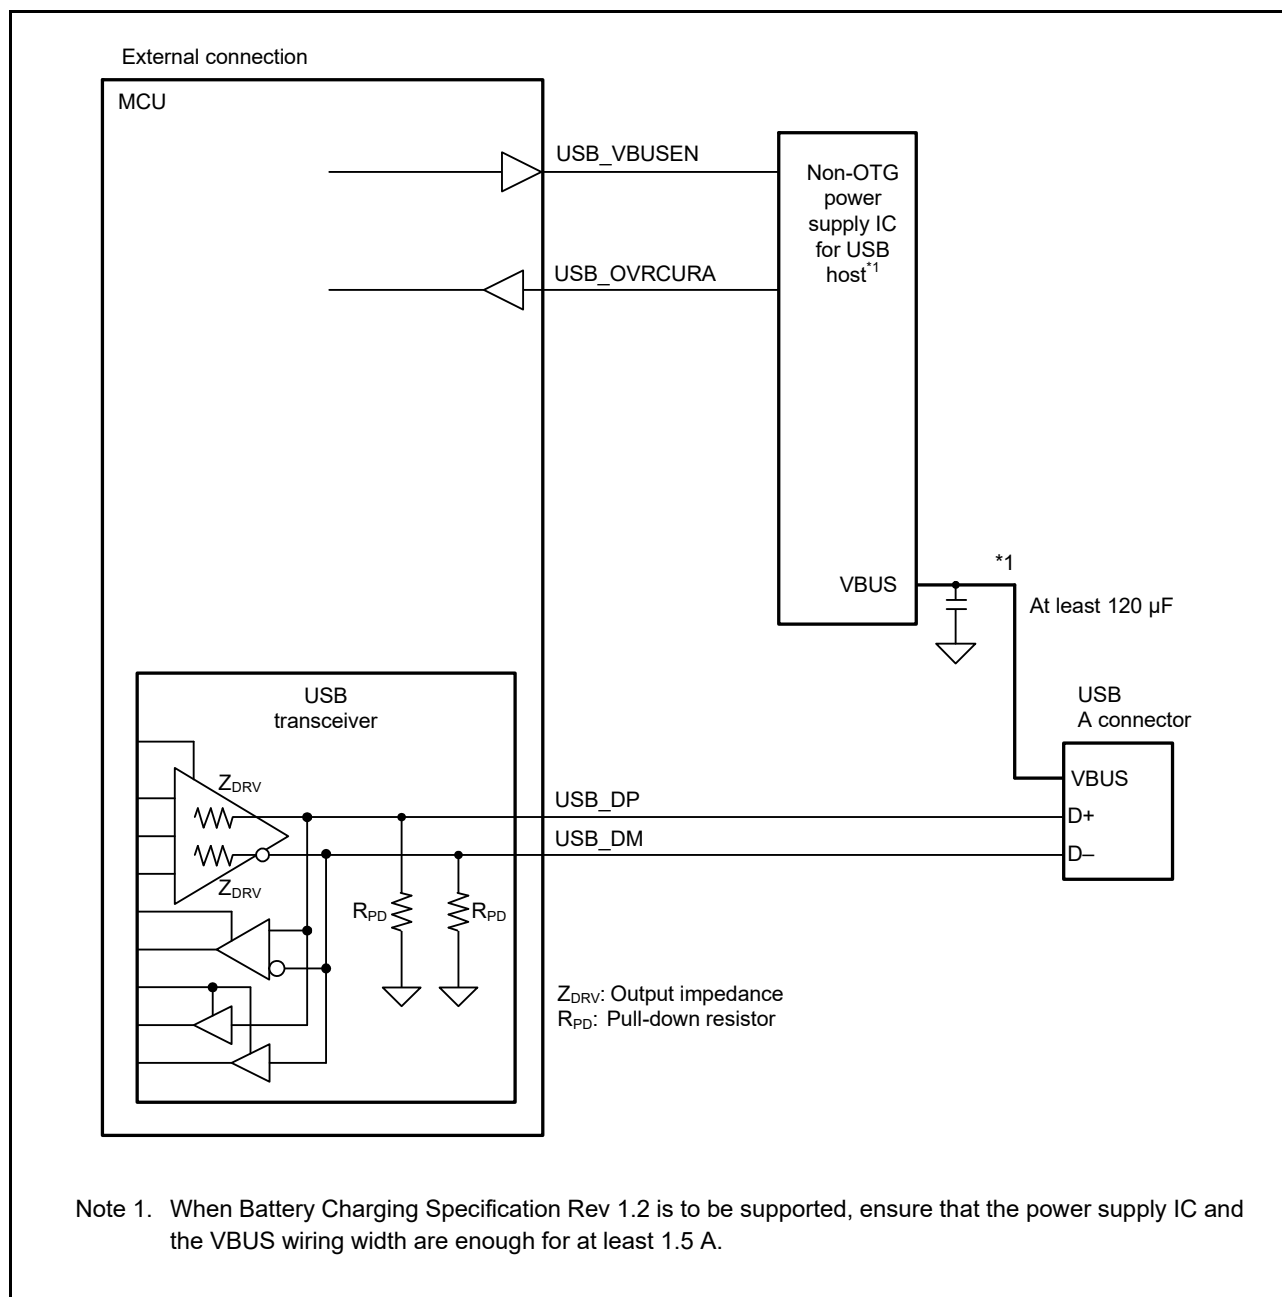 External connection
MCU
USB_VBUSEN
USB_OVRCURA
Non-OTG
power
supply IC
for USB
host*1
VBUS
*1
At least 120 µF
USB
A connector
VBUS
D+
D–
USB
transceiver
ZDRV
ZDRV
USB_DP
USB_DM
RPD
RPD
ZDRV: Output impedance
RPD: Pull-down resistor
Note 1. When Battery Charging Specification Rev 1.2 is to be supported, ensure that the power supply IC and
the VBUS wiring width are enough for at least 1.5 A.